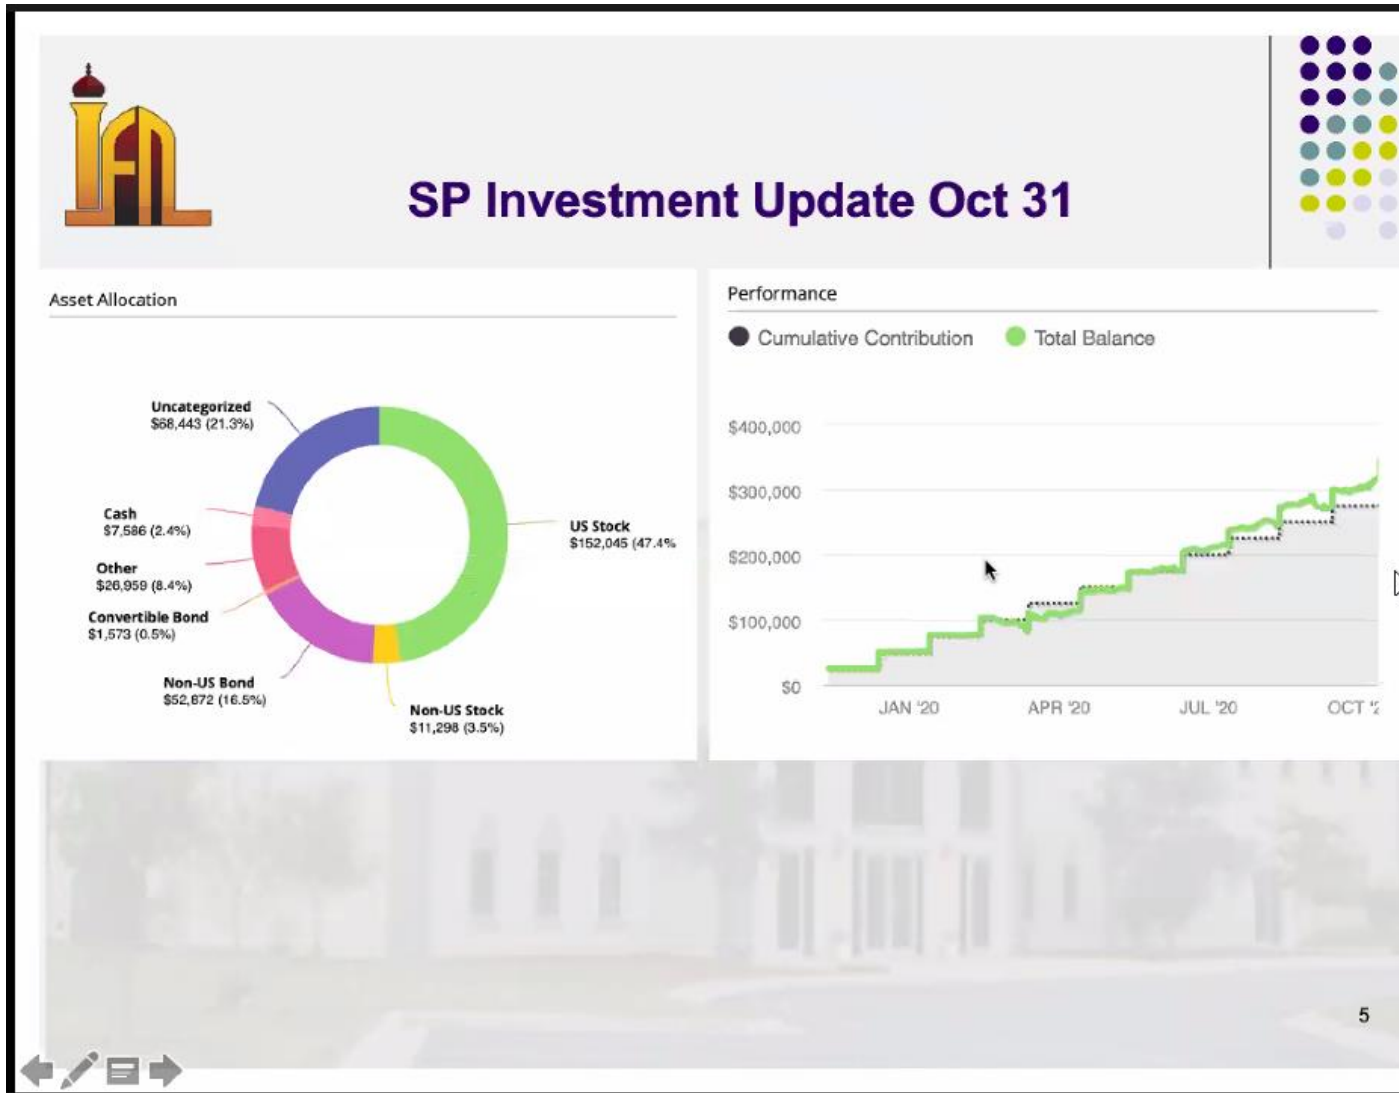 IFN
SP Investment Update Oct 31
Asset Allocation
Uncategorized
$68,443 (21.3%)
Cash
$7,586 (2.4%)
Other
$26,959 (8.4%)
Convertible Bond
$1,573 (0.5%)
Non-US Bond
$52,872 (16.5%)
Non-US Stock
$11,298 (3.5%)
US Stock
$152,045 (47.4%
Performance
Cumulative Contribution
Total Balance
$400,000
$300,000
$200,000
$100,000
$0
JAN '20
APR '20
JUL '20
OCT '2
5